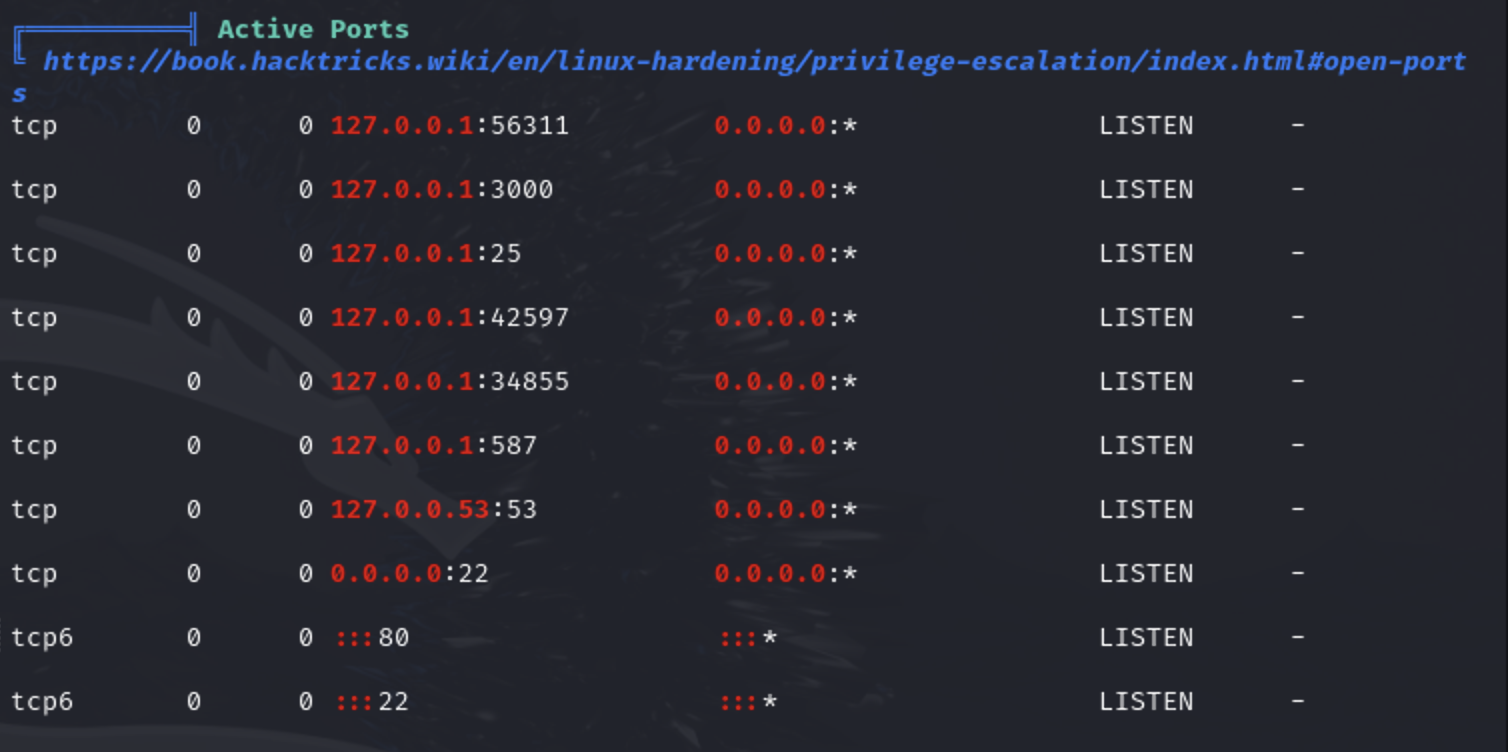 ╔══════════╣ Active Ports
╚ https://book.hacktricks.wiki/en/linux-hardening/privilege-escalation/index.html#open-port
s
tcp        0      0 127.0.0.1:56311         0.0.0.0:*               LISTEN      -
tcp        0      0 127.0.0.1:3000          0.0.0.0:*               LISTEN      -
tcp        0      0 127.0.0.1:25            0.0.0.0:*               LISTEN      -
tcp        0      0 127.0.0.1:42597         0.0.0.0:*               LISTEN      -
tcp        0      0 127.0.0.1:34855         0.0.0.0:*               LISTEN      -
tcp        0      0 127.0.0.1:587           0.0.0.0:*               LISTEN      -
tcp        0      0 127.0.0.53:53           0.0.0.0:*               LISTEN      -
tcp        0      0 0.0.0.0:22              0.0.0.0:*               LISTEN      -
tcp6       0      0 :::80                   :::*                    LISTEN      -
tcp6       0      0 :::22                   :::*                    LISTEN      -